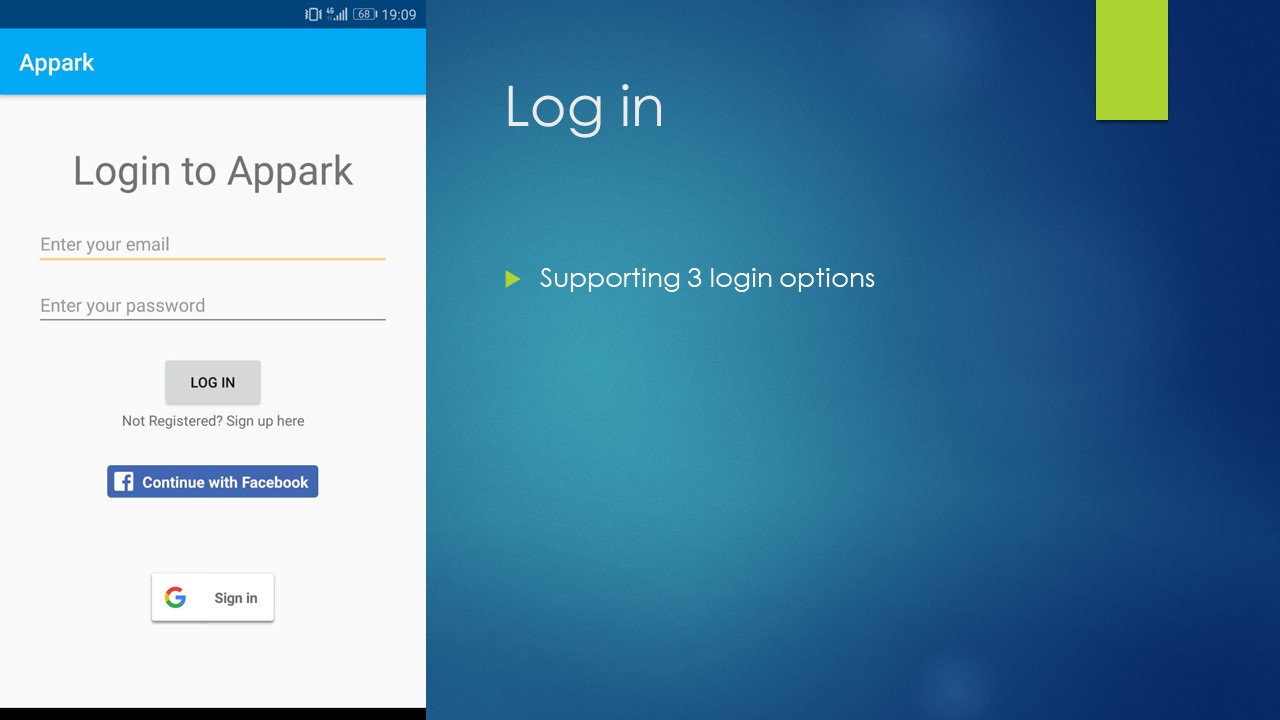 4G 68 19:09
Appark
Login to Appark
Enter your email
Enter your password
LOG IN
Not Registered? Sign up here
Continue with Facebook
Sign in
Log in
Supporting 3 login options